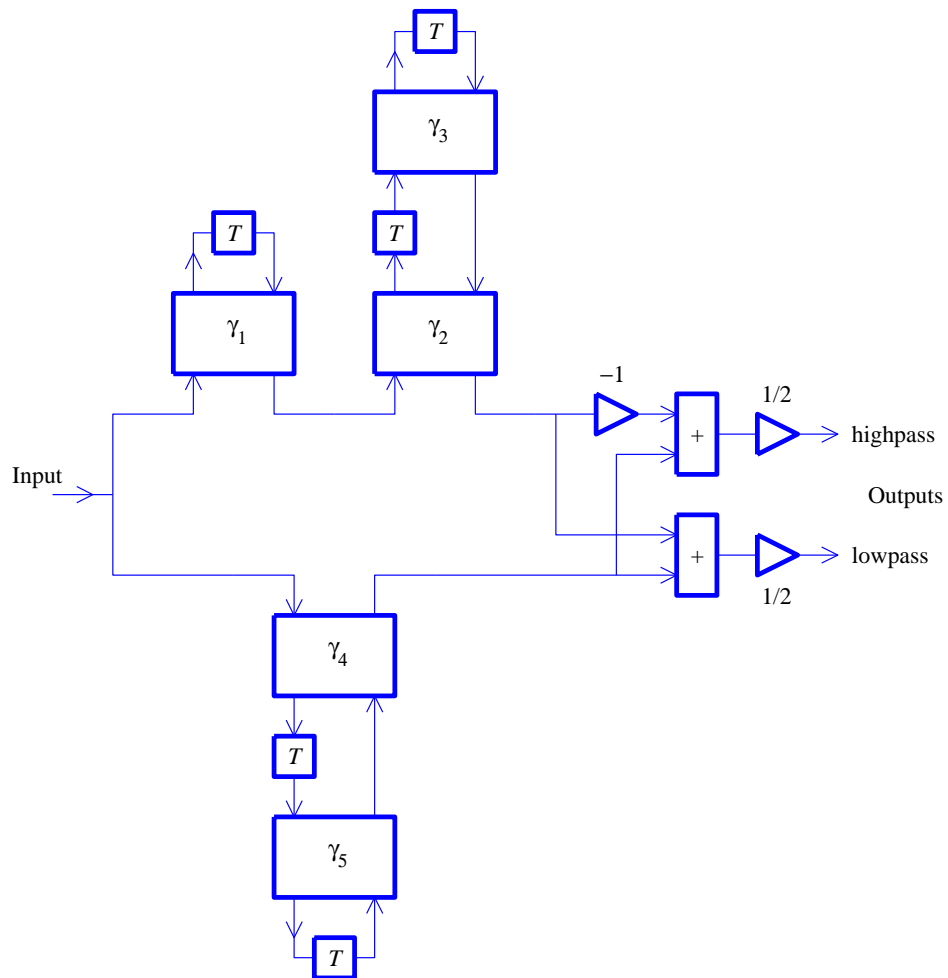 T
γ3
T
T
γ1
γ2
−1
1/2
+
highpass
Input
Outputs
+
lowpass
1/2
γ4
T
γ5
T